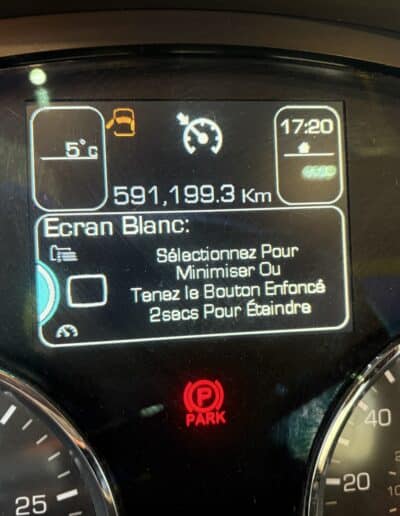 5°C
17:20
591,199.3 Km
Ecran Blanc:
Sélectionnez Pour
Minimiser Ou
Tenez le Bouton Enfoncé
2secs Pour Éteindre
P
PARK
25
40
20